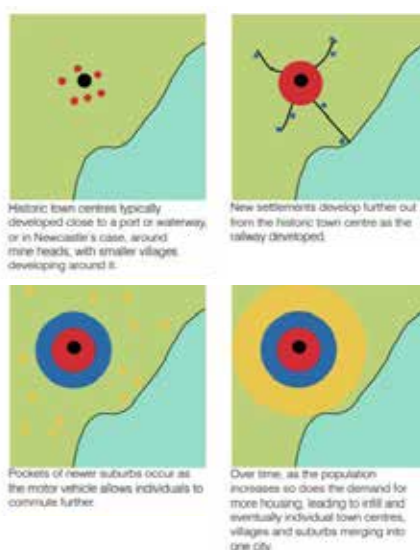 Historic town centres typically
developed close to a port or waterway,
or in Newcastle's case, around
mine heads, with smaller villages
developing around it.
New settlements develop further out
from the historic town centre as the
railway developed.
Pockets of newer suburbs occur as
the motor vehicle allows individuals to
commute further.
Over time, as the population
increases so does the demand for
more housing, leading to infill and
eventually individual town centres,
villages and suburbs merging into
one city.